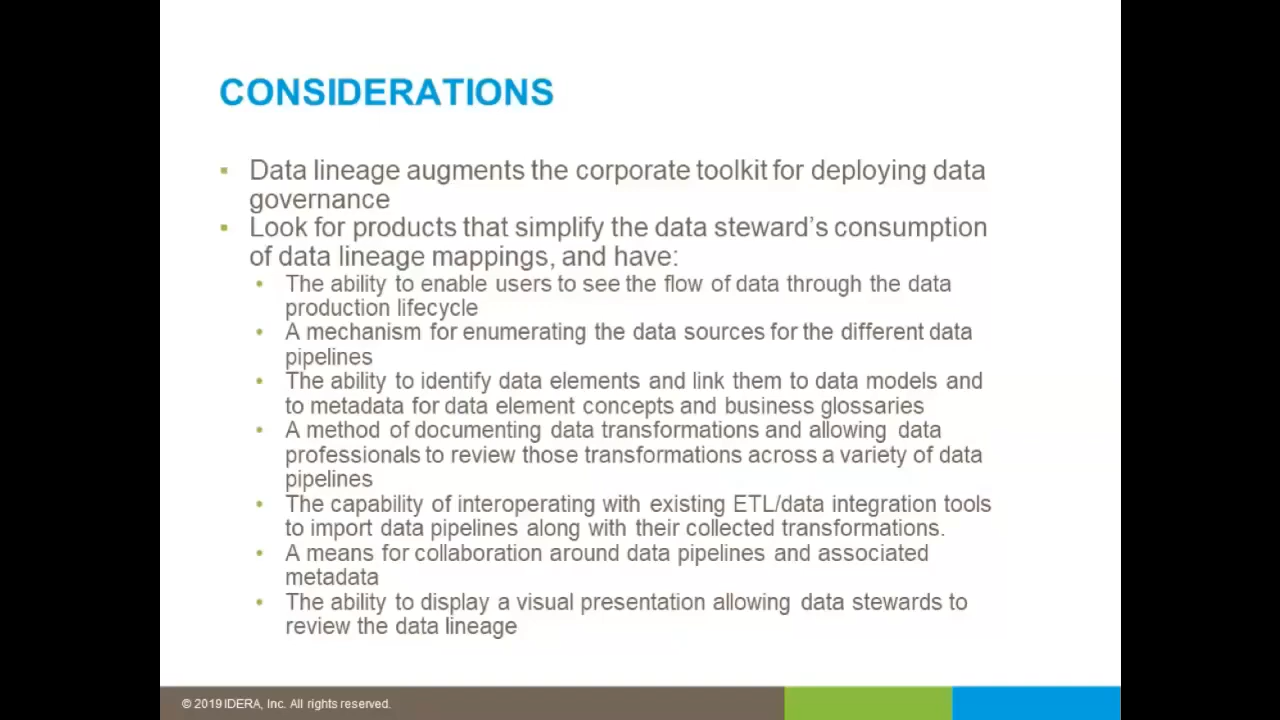 CONSIDERATIONS
▪ Data lineage augments the corporate toolkit for deploying data
governance
▪ Look for products that simplify the data steward's consumption
of data lineage mappings, and have:
• The ability to enable users to see the flow of data through the data
production lifecycle
• A mechanism for enumerating the data sources for the different data
pipelines
• The ability to identify data elements and link them to data models and
to metadata for data element concepts and business glossaries
• A method of documenting data transformations and allowing data
professionals to review those transformations across a variety of data
pipelines
• The capability of interoperating with existing ETL/data integration tools
to import data pipelines along with their collected transformations.
• A means for collaboration around data pipelines and associated
metadata
• The ability to display a visual presentation allowing data stewards to
review the data lineage
© 2019 IDERA, Inc. All rights reserved.